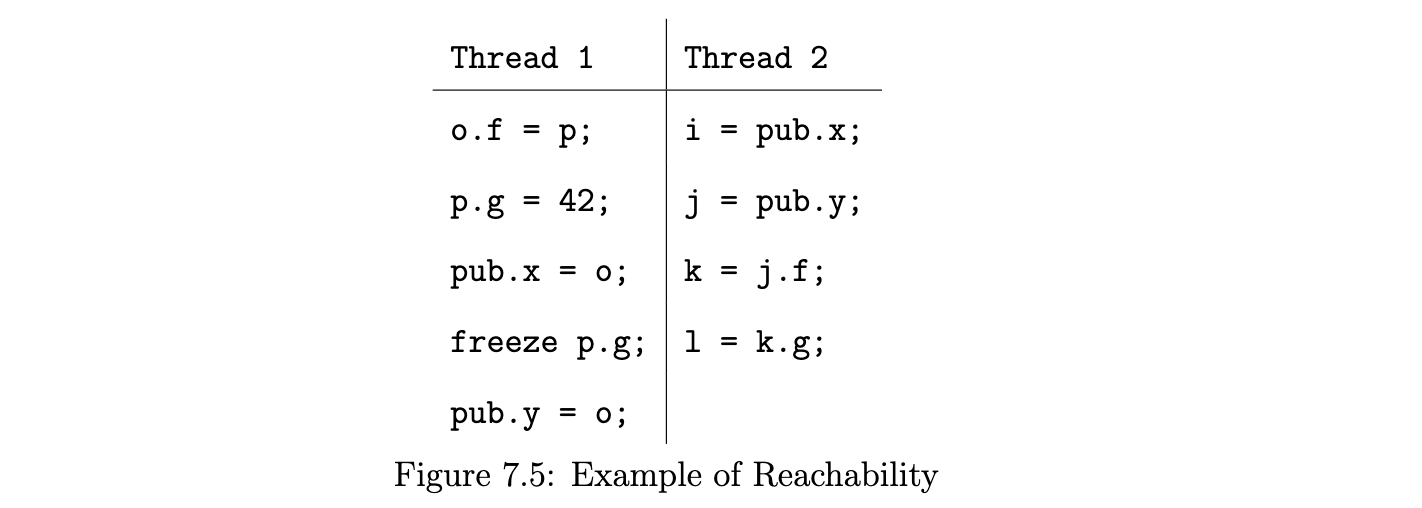 Thread 1 Thread 2
o.f = p; i = pub.x;
p.g = 42; j = pub.y;
pub.x = o; k = j.f;
freeze p.g; l = k.g;
pub.y = o;
Figure 7.5: Example of Reachability